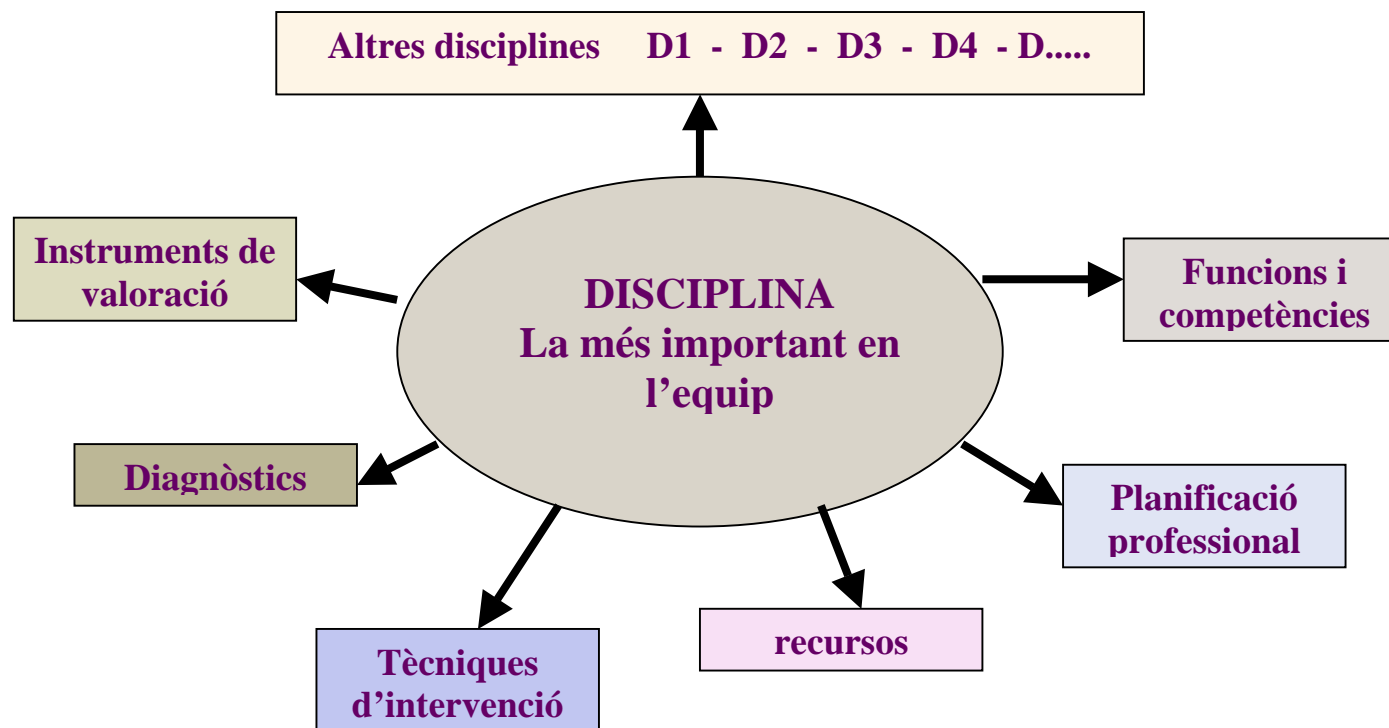 Altres disciplines D1 - D2 - D3 - D4 - D.....
Instruments de
valoració
DISCIPLINA
La més important en
l’equip
Funcions i
competències
Diagnòstics
Planificació
professional
Tècniques
d’intervenció
recursos